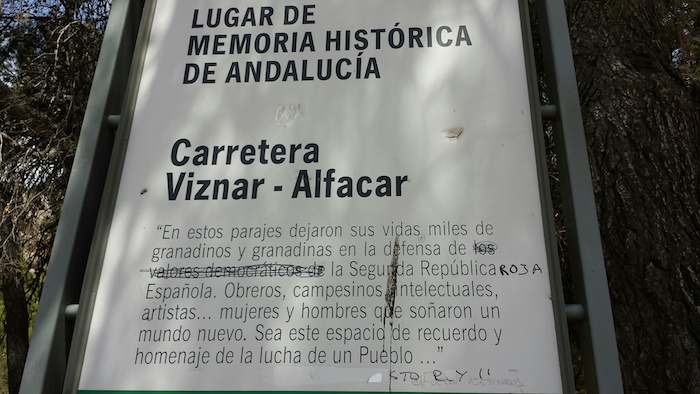 LUGAR DE
MEMORIA HISTÓRICA
DE ANDALUCÍA
Carretera
Viznar - Alfacar
"En estos parajes dejaron sus vidas miles de
granadinos y granadinas en la defensa de los
valores democráticos de la Segunda República ROJA
Española. Obreros, campesinos intelectuales,
artistas... mujeres y hombres que soñaron un
mundo nuevo. Sea este espacio de recuerdo y
homenaje de la lucha de un Pueblo ..."